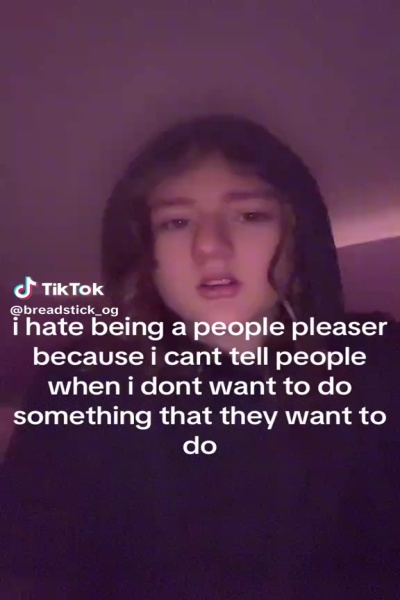 TikTok
@breadstick_og
i hate being a people pleaser
because i cant tell people
when i dont want to do
something that they want to
do